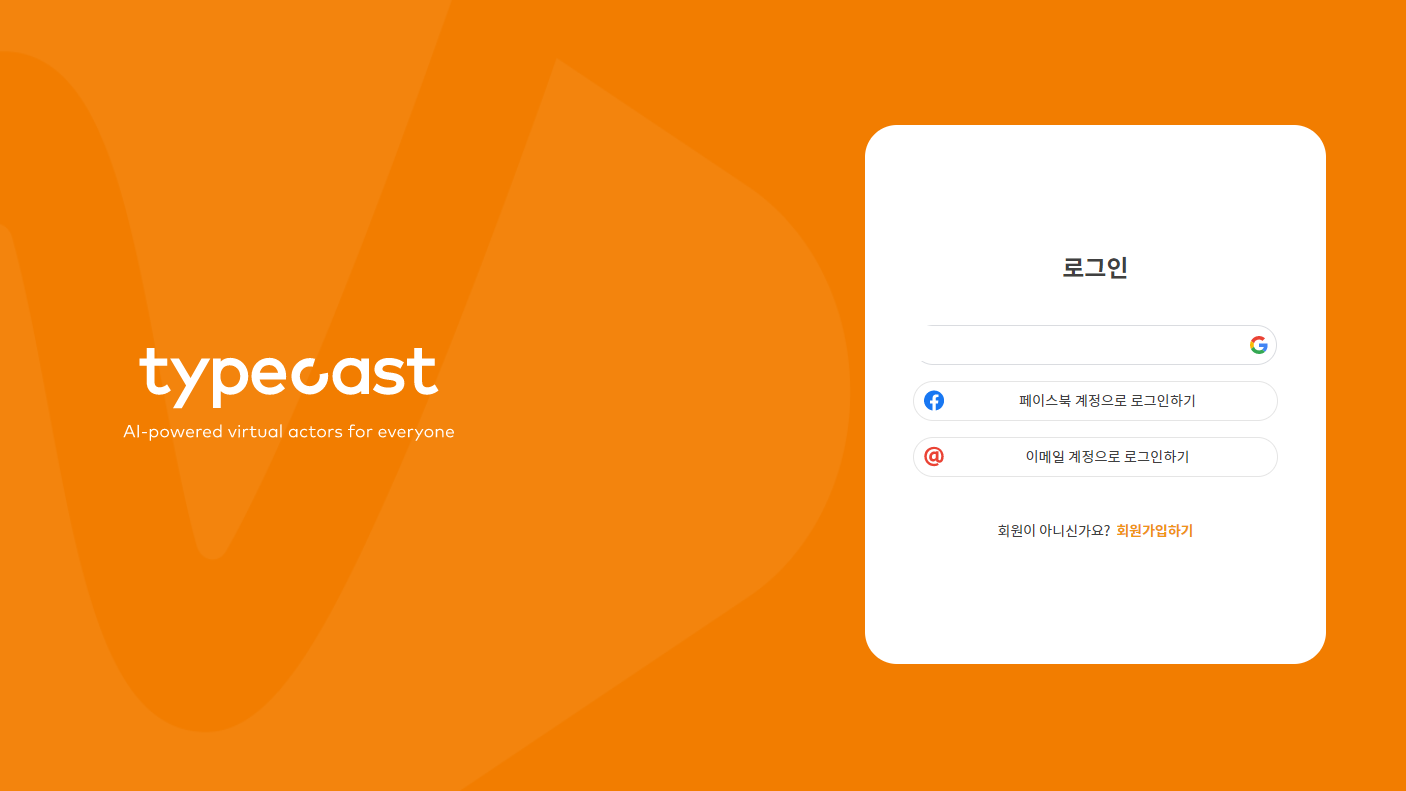 typecast
AI-powered virtual actors for everyone
로그인
페이스북 계정으로 로그인하기
이메일 계정으로 로그인하기
회원이 아니신가요? 회원가입하기